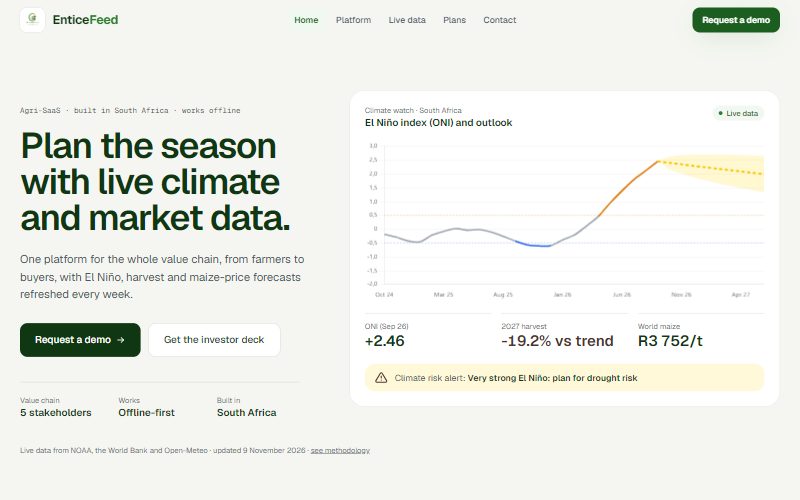 EnticeFeed
Home Platform Live data Plans Contact
Request a demo
Agri-SaaS · built in South Africa · works offline
Plan the season
with live climate
and market data.
One platform for the whole value chain, from farmers to
buyers, with El Niño, harvest and maize-price forecasts
refreshed every week.
Request a demo →
Get the investor deck
Value chain
5 stakeholders
Works
Offline-first
Built in
South Africa
Climate watch · South Africa
El Niño index (ONI) and outlook
Live data
3,0
2,5
2,0
1,5
1,0
0,5
0
-0,5
-1,0
-1,5
-2,0
Oct 24 Mar 25 Aug 25 Jan 26 Jun 26 Nov 26 Apr 27
ONI (Sep 26)
+2.46
2027 harvest
-19.2% vs trend
World maize
R3 752/t
Climate risk alert: Very strong El Niño: plan for drought risk
Live data from NOAA, the World Bank and Open-Meteo · updated 9 November 2026 · see methodology